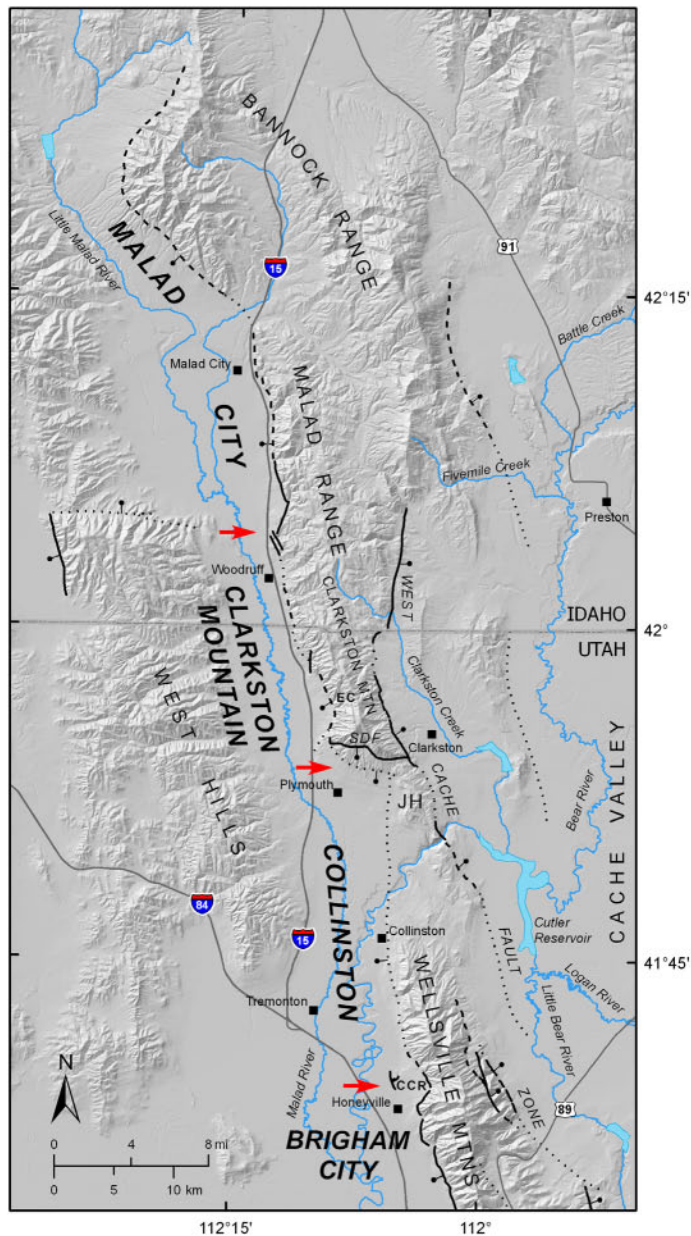 BANNOCK RANGE
Little Malad River
MALAD
15
91
42°15'
Battle Creek
Malad City
CITY
MALAD RANGE
Fivemile Creek
Preston
Woodruff
WEST
IDAHO
UTAH
42°
CLARKSTON
MOUNTAIN
CLARKSTON MTN
Clarkston Creek
WEST HILLS
EC
SDF
Clarkston
CACHE
Plymouth
JH
Bear River
CACHE VALLEY
84
15
COLLINSTON
Collinston
FAULT
Cutler
Reservoir
41°45'
Logan River
Tremonton
WELLSVILLE MTNS
Little Bear River
Malad River
CCR
Honeyville
ZONE
89
BRIGHAM
CITY
N
0 4 8 mi
0 5 10 km
112°15'
112°